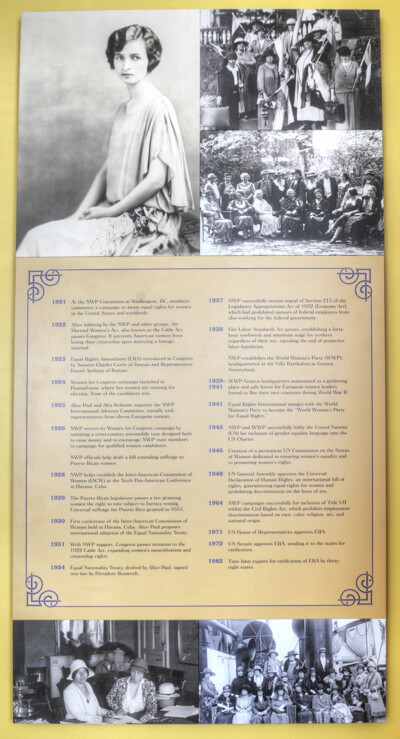 1921 At the NWP Convention in Washington, DC, members
commence a campaign to attain equal rights for women
in the United States and worldwide.
1922 After lobbying by the NWP and other groups, the
Married Women's Act, also known as the Cable Act,
passes Congress. It prevents American women from
losing their citizenship upon marrying a foreign
national.
1923 Equal Rights Amendment (ERA) introduced in Congress
by Senator Charles Curtis of Kansas and Representative
Daniel Anthony of Kansas.
1924 Women for Congress campaign launched in
Pennsylvania, where five women are running for
election. None of the candidates win.
1925 Alice Paul and Alva Belmont organize the NWP
International Advisory Committee, initially with
representatives from eleven European nations.
1926 NWP revives its Women for Congress campaign by
initiating a cross-country automobile tour designed both
to raise money and to encourage NWP state members
to campaign for qualified women candidates.
NWP officials help draft a bill extending suffrage to
Puerto Rican women.
1928 NWP helps establish the Inter-American Commission of
Women (IACW) at the Sixth Pan-American Conference
in Havana, Cuba.
1929 The Puerto Rican legislature passes a law granting
women the right to vote subject to literacy testing.
Universal suffrage for Puerto Rico granted in 1935.
1930 First conference of the Inter-American Commission of
Women held in Havana, Cuba. Alice Paul proposes
international adoption of the Equal Nationality Treaty.
1931 With NWP support, Congress passes revisions to the
1922 Cable Act, expanding women's naturalization and
citizenship rights.
1934 Equal Nationality Treaty, drafted by Alice Paul, signed
into law by President Roosevelt.
1937 NWP successfully secures repeal of Section 213 of the
Legislative Appropriations Act of 1932 (Economy Act)
which had prohibited spouses of federal employees from
also working for the federal government.
1938 Fair Labor Standards Act passes, establishing a forty-
hour workweek and minimum wage for workers
regardless of their sex, signaling the end of protective
labor legislation.
NWP establishes the World Woman's Party (WWP),
headquartered at the Villa Bartholoni in Geneva,
Switzerland.
1939- WWP Geneva headquarters maintained as a gathering
1941 place and safe haven for European women leaders
forced to flee their own countries during World War II.
1941 Equal Rights International merges with the World
Woman's Party to become the "World Woman's Party
for Equal Rights."
1945 NWP and WWP successfully lobby the United Nations
(UN) for inclusion of gender equality language into the
UN Charter.
1946 Creation of a permanent UN Commission on the Status
of Women dedicated to ensuring women's equality and
to promoting women's rights.
1948 UN General Assembly approves the Universal
Declaration of Human Rights, an international bill of
rights, guaranteeing equal rights for women and
prohibiting discrimination on the basis of sex.
1964 NWP campaigns successfully for inclusion of Title VII
within the Civil Rights Act, which prohibits employment
discrimination based on race, color, religion, sex, and
national origin.
1971 US House of Representatives approves ERA.
1972 US Senate approves ERA, sending it to the states for
ratification.
1982 Time limit expires for ratification of ERA by thirty-
eight states.